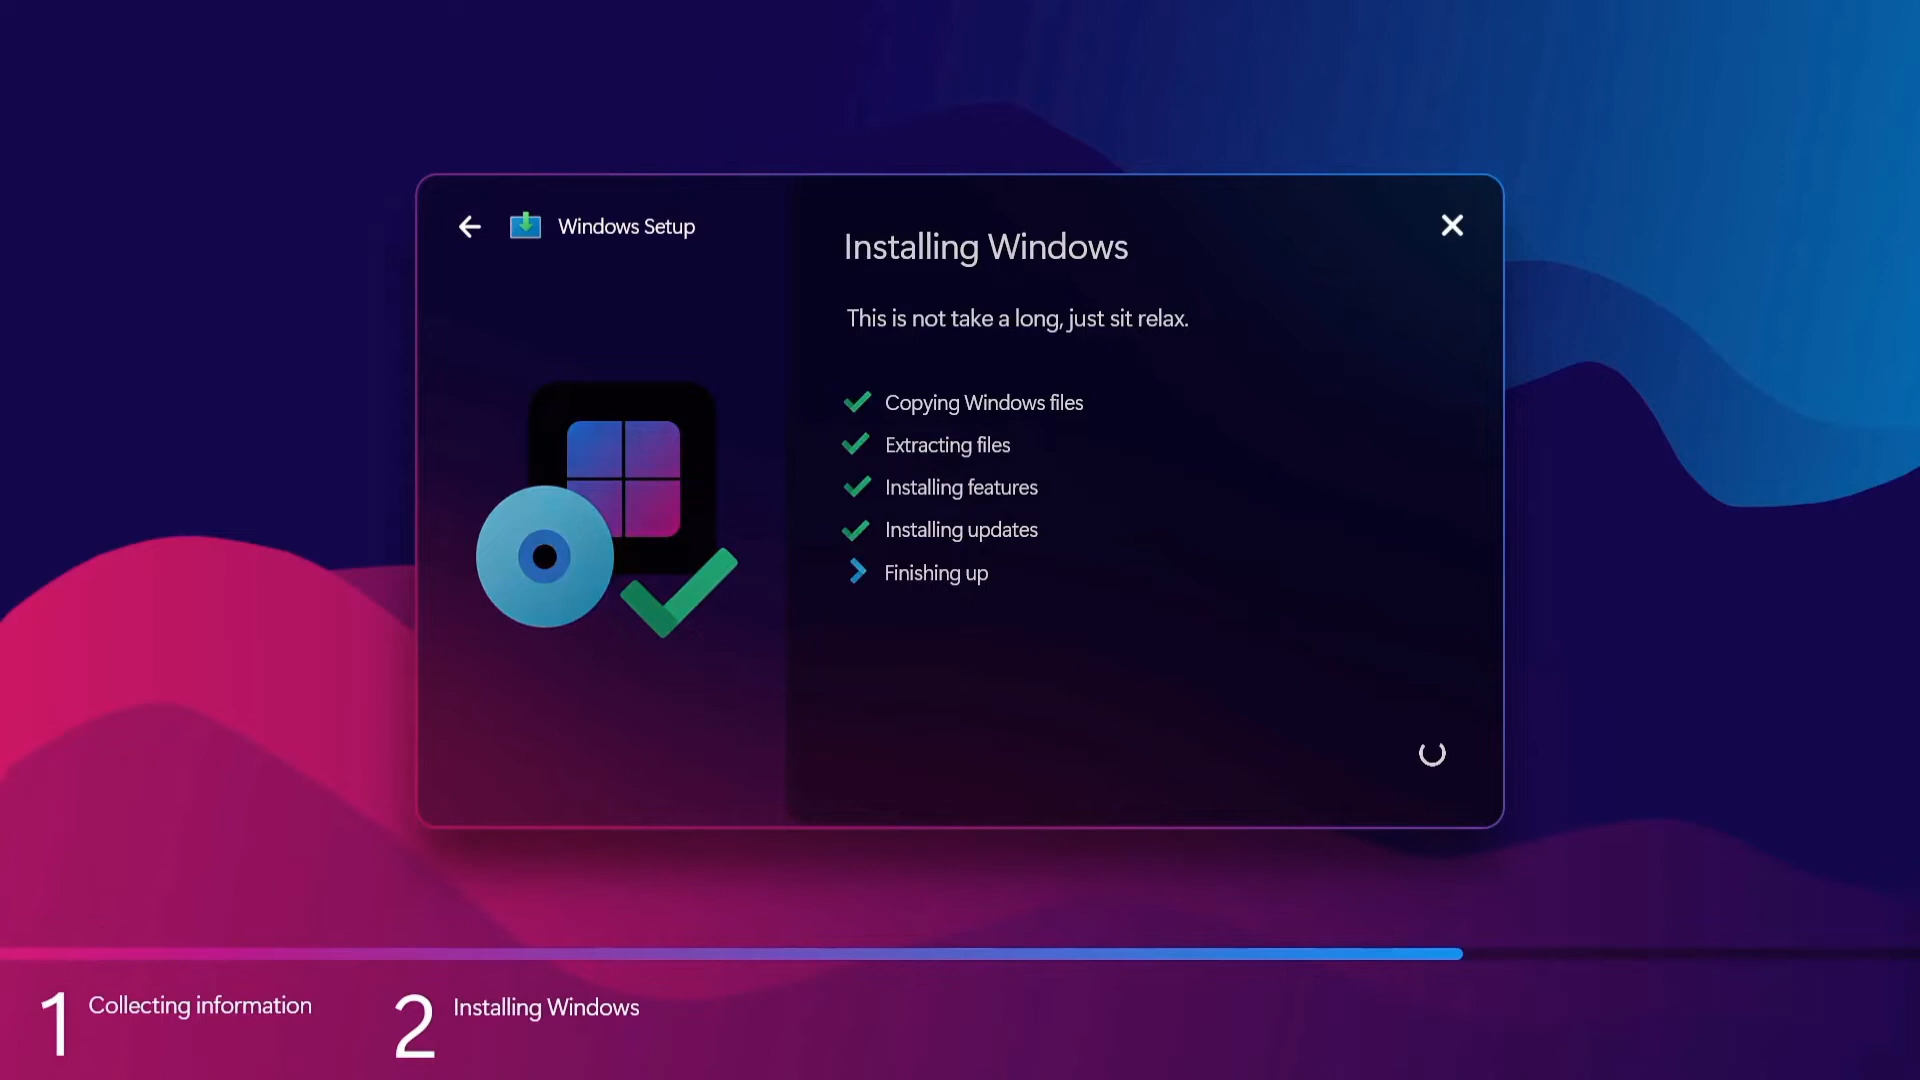 Windows Setup
Installing Windows
This is not take a long, just sit relax.
Copying Windows files
Extracting files
Installing features
Installing updates
Finishing up
1 Collecting information
2 Installing Windows